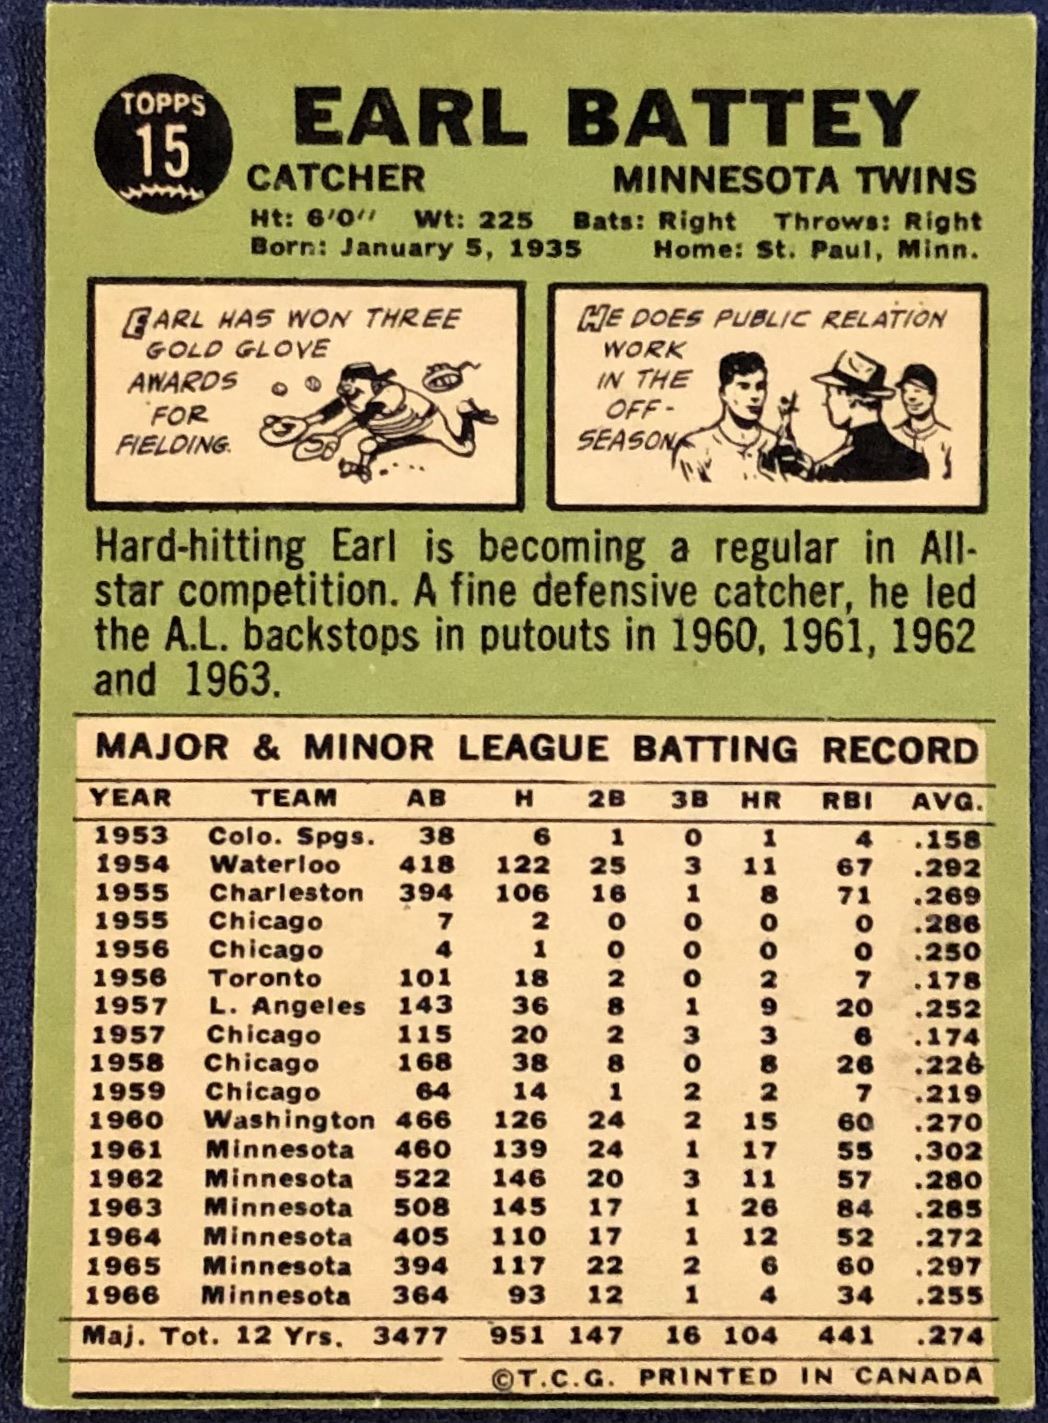 TOPPS
15
EARL BATTEY
CATCHER MINNESOTA TWINS
Ht: 6'0" Wt: 225 Bats: Right Throws: Right
Born: January 5, 1935 Home: St. Paul, Minn.
EARL HAS WON THREE
GOLD GLOVE
AWARDS
FOR
FIELDING.
HE DOES PUBLIC RELATION
WORK
IN THE
OFF-
SEASON
Hard-hitting Earl is becoming a regular in All-
star competition. A fine defensive catcher, he led
the A.L. backstops in putouts in 1960, 1961, 1962
and 1963.
MAJOR & MINOR LEAGUE BATTING RECORD
YEAR TEAM AB H 2B 3B HR RBI AVG.
1953 Colo. Spgs. 38 6 1 0 1 4 .158
1954 Waterloo 418 122 25 3 11 67 .292
1955 Charleston 394 106 16 1 8 71 .269
1955 Chicago 7 2 0 0 0 0 .286
1956 Chicago 4 1 0 0 0 0 .250
1956 Toronto 101 18 2 0 2 7 .178
1957 L. Angeles 143 36 8 1 9 20 .252
1957 Chicago 115 20 2 3 3 6 .174
1958 Chicago 168 38 8 0 8 26 .226
1959 Chicago 64 14 1 2 2 7 .219
1960 Washington 466 126 24 2 15 60 .270
1961 Minnesota 460 139 24 1 17 55 .302
1962 Minnesota 522 146 20 3 11 57 .280
1963 Minnesota 508 145 17 1 26 84 .285
1964 Minnesota 405 110 17 1 12 52 .272
1965 Minnesota 394 117 22 2 6 60 .297
1966 Minnesota 364 93 12 1 4 34 .255
Maj. Tot. 12 Yrs. 3477 951 147 16 104 441 .274
©T.C.G. PRINTED IN CANADA